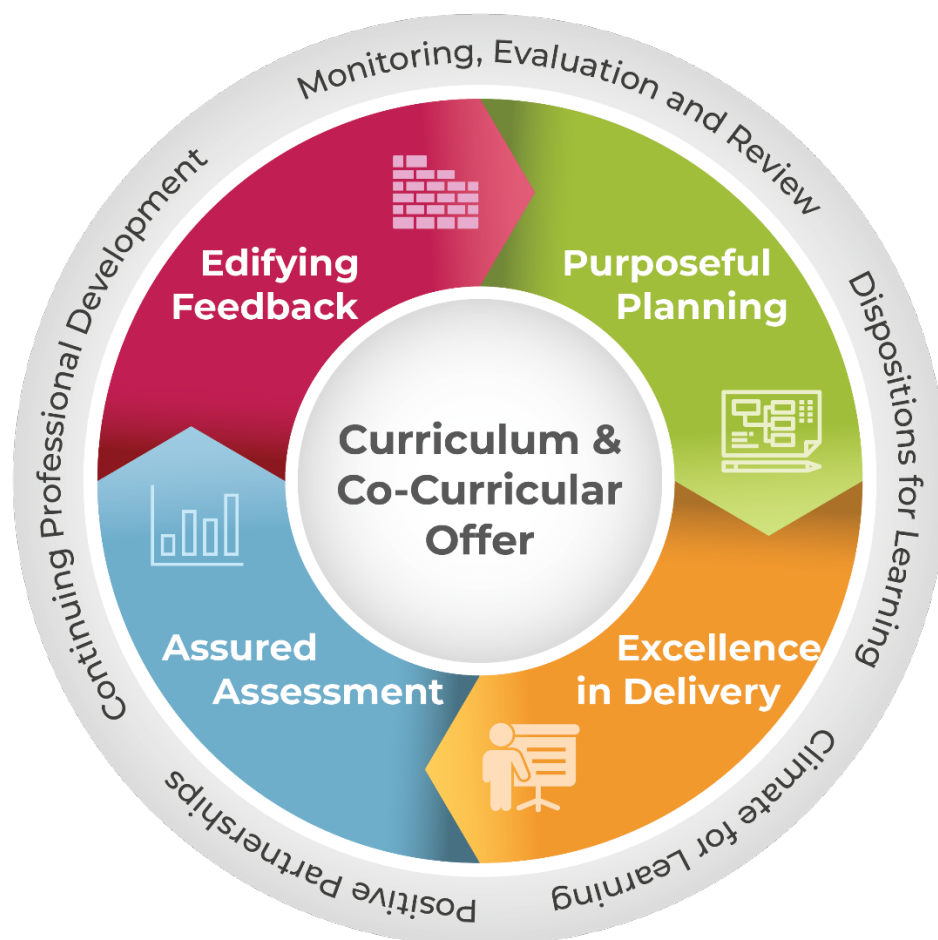 Monitoring, Evaluation and Review
Dispositions for Learning
Climate for Learning
Positive Partnerships
Continuing Professional Development
Edifying
Feedback
Purposeful
Planning
Excellence
in Delivery
Assured
Assessment
Curriculum &
Co-Curricular
Offer